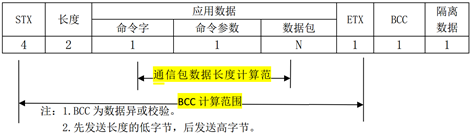 STX 长度 应用数据 ETX BCC 隔离数据
命令字 命令参数 数据包
4 2 1 1 N 1 1 1
通信包数据长度计算范
BCC 计算范围
注：1.BCC 为数据异或校验。
2.先发送长度的低字节，后发送高字节。